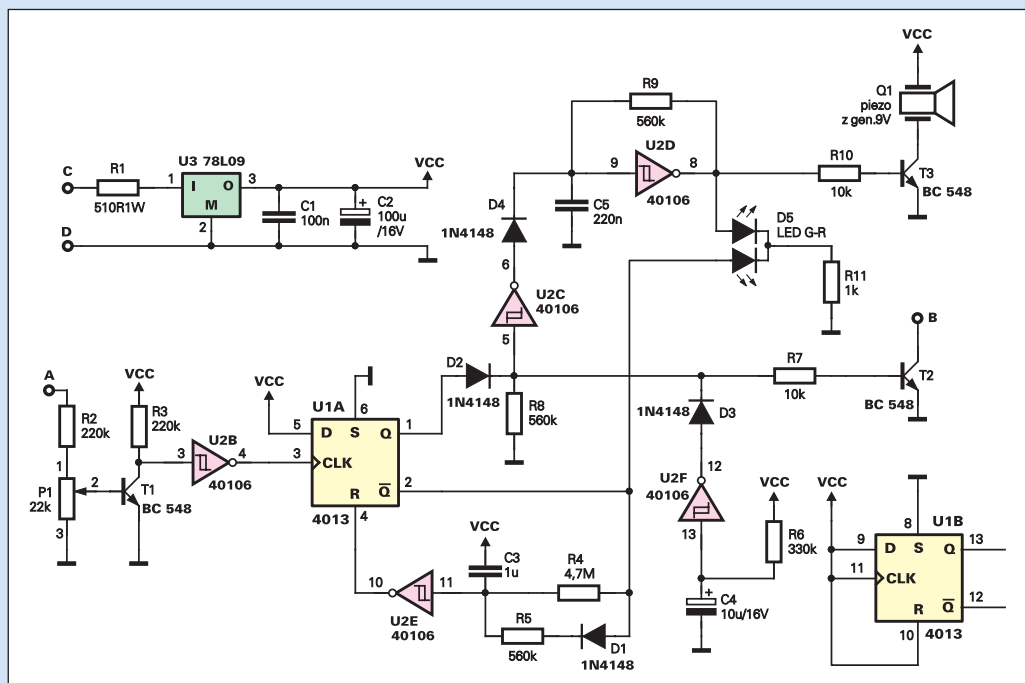 C
R1
510R1W
U3 78L09
1
I
O
3
M
2
VCC
C1
100n
+
C2
100u
/16V
D
R9
560k
U2D
9
8
40106
C5
220n
D4
1N4148
6
U2C
40106
5
VCC
Q1
piezo
z gen.9V
R10
10k
T3
BC 548
D5
LED G-R
R11
1k
B
R7
10k
T2
BC 548
A
R2
220k
VCC
R3
220k
1
P1
22k
2
3
T1
BC 548
U2B
3
4
40106
VCC
U1A
6
5
D
S
Q
1
3
CLK
R
Q
2
4013
4
D2
1N4148
R8
560k
1N4148
D3
12
U2F
40106
13
VCC
R6
330k
+
C4
10u/16V
VCC
C3
1u
R4
4,7M
10
11
U2E
40106
R5
560k
D1
1N4148
VCC
8
U1B
9
D
S
Q
13
11
CLK
R
Q
12
10
4013